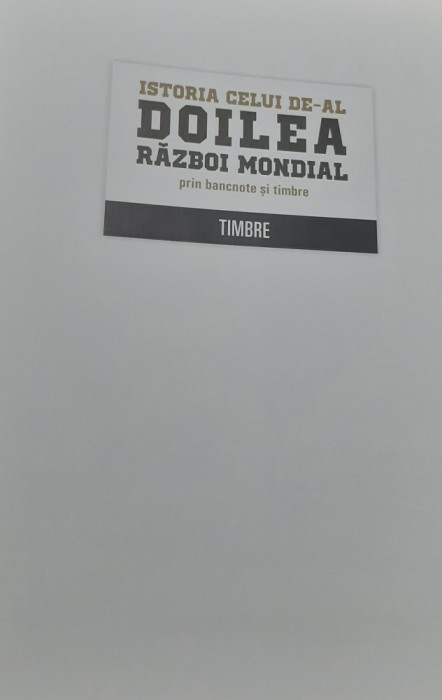 ISTORIA CELUI DE-AL
DOILEA
RĂZBOI MONDIAL
prin bancnote și timbre
TIMBRE